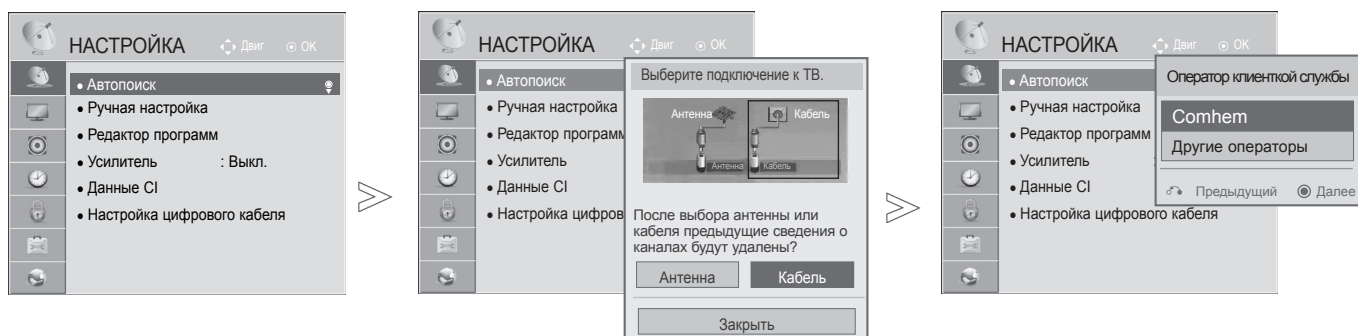 НАСТРОЙКА Двиг ОК
• Автопоиск
• Ручная настройка
• Редактор программ
• Усилитель : Выкл.
• Данные CI
• Настройка цифрового кабеля
НАСТРОЙКА Двиг ОК
• Автопоиск
• Ручная настройка
• Редактор программ
• Усилитель
• Данные CI
• Настройка цифров
Выберите подключение к ТВ.
Антенна Кабель
Антенна Кабель
После выбора антенны или
кабеля предыдущие сведения о
каналах будут удалены?
Антенна Кабель
Закрыть
НАСТРОЙКА Двиг ОК
• Автопоиск
• Ручная настройка
• Редактор программ
• Усилитель
• Данные CI
• Настройка цифрового кабеля
Оператор клиенткой службы
Comhem
Другие операторы
Предыдущий Далее